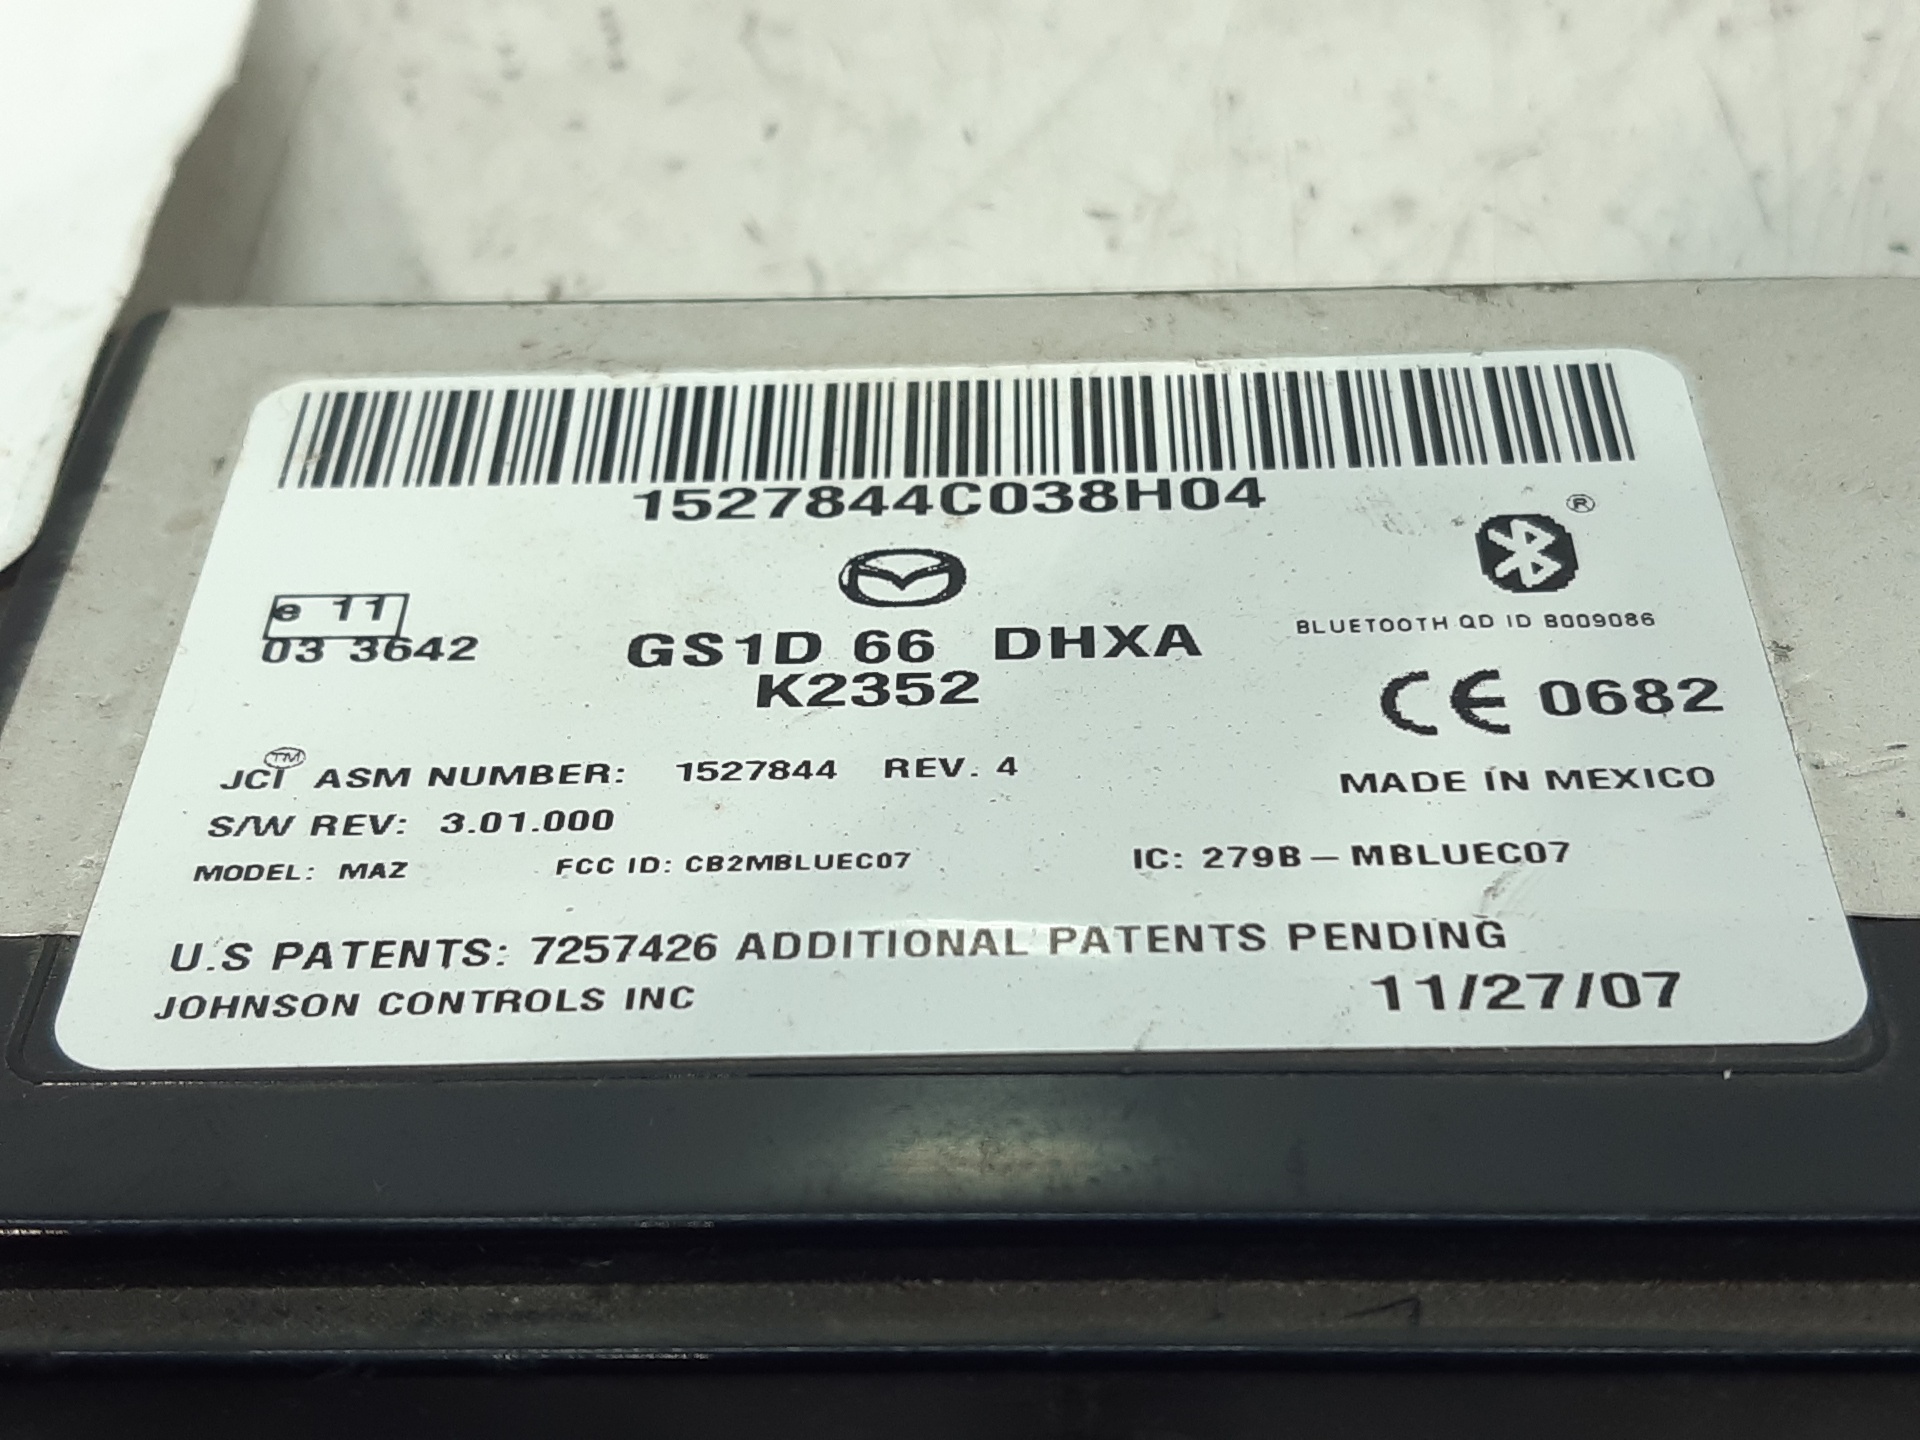 1527844C038H04
®
e 11
03 3642
GS1D 66 DHXA
K2352
BLUETOOTH QD ID B009086
CE 0682
JCI™ ASM NUMBER: 1527844 REV. 4
MADE IN MEXICO
S/W REV: 3.01.000
MODEL: MAZ FCC ID: CB2MBLUEC07 IC: 279B-MBLUEC07
U.S PATENTS: 7257426 ADDITIONAL PATENTS PENDING
JOHNSON CONTROLS INC 11/27/07